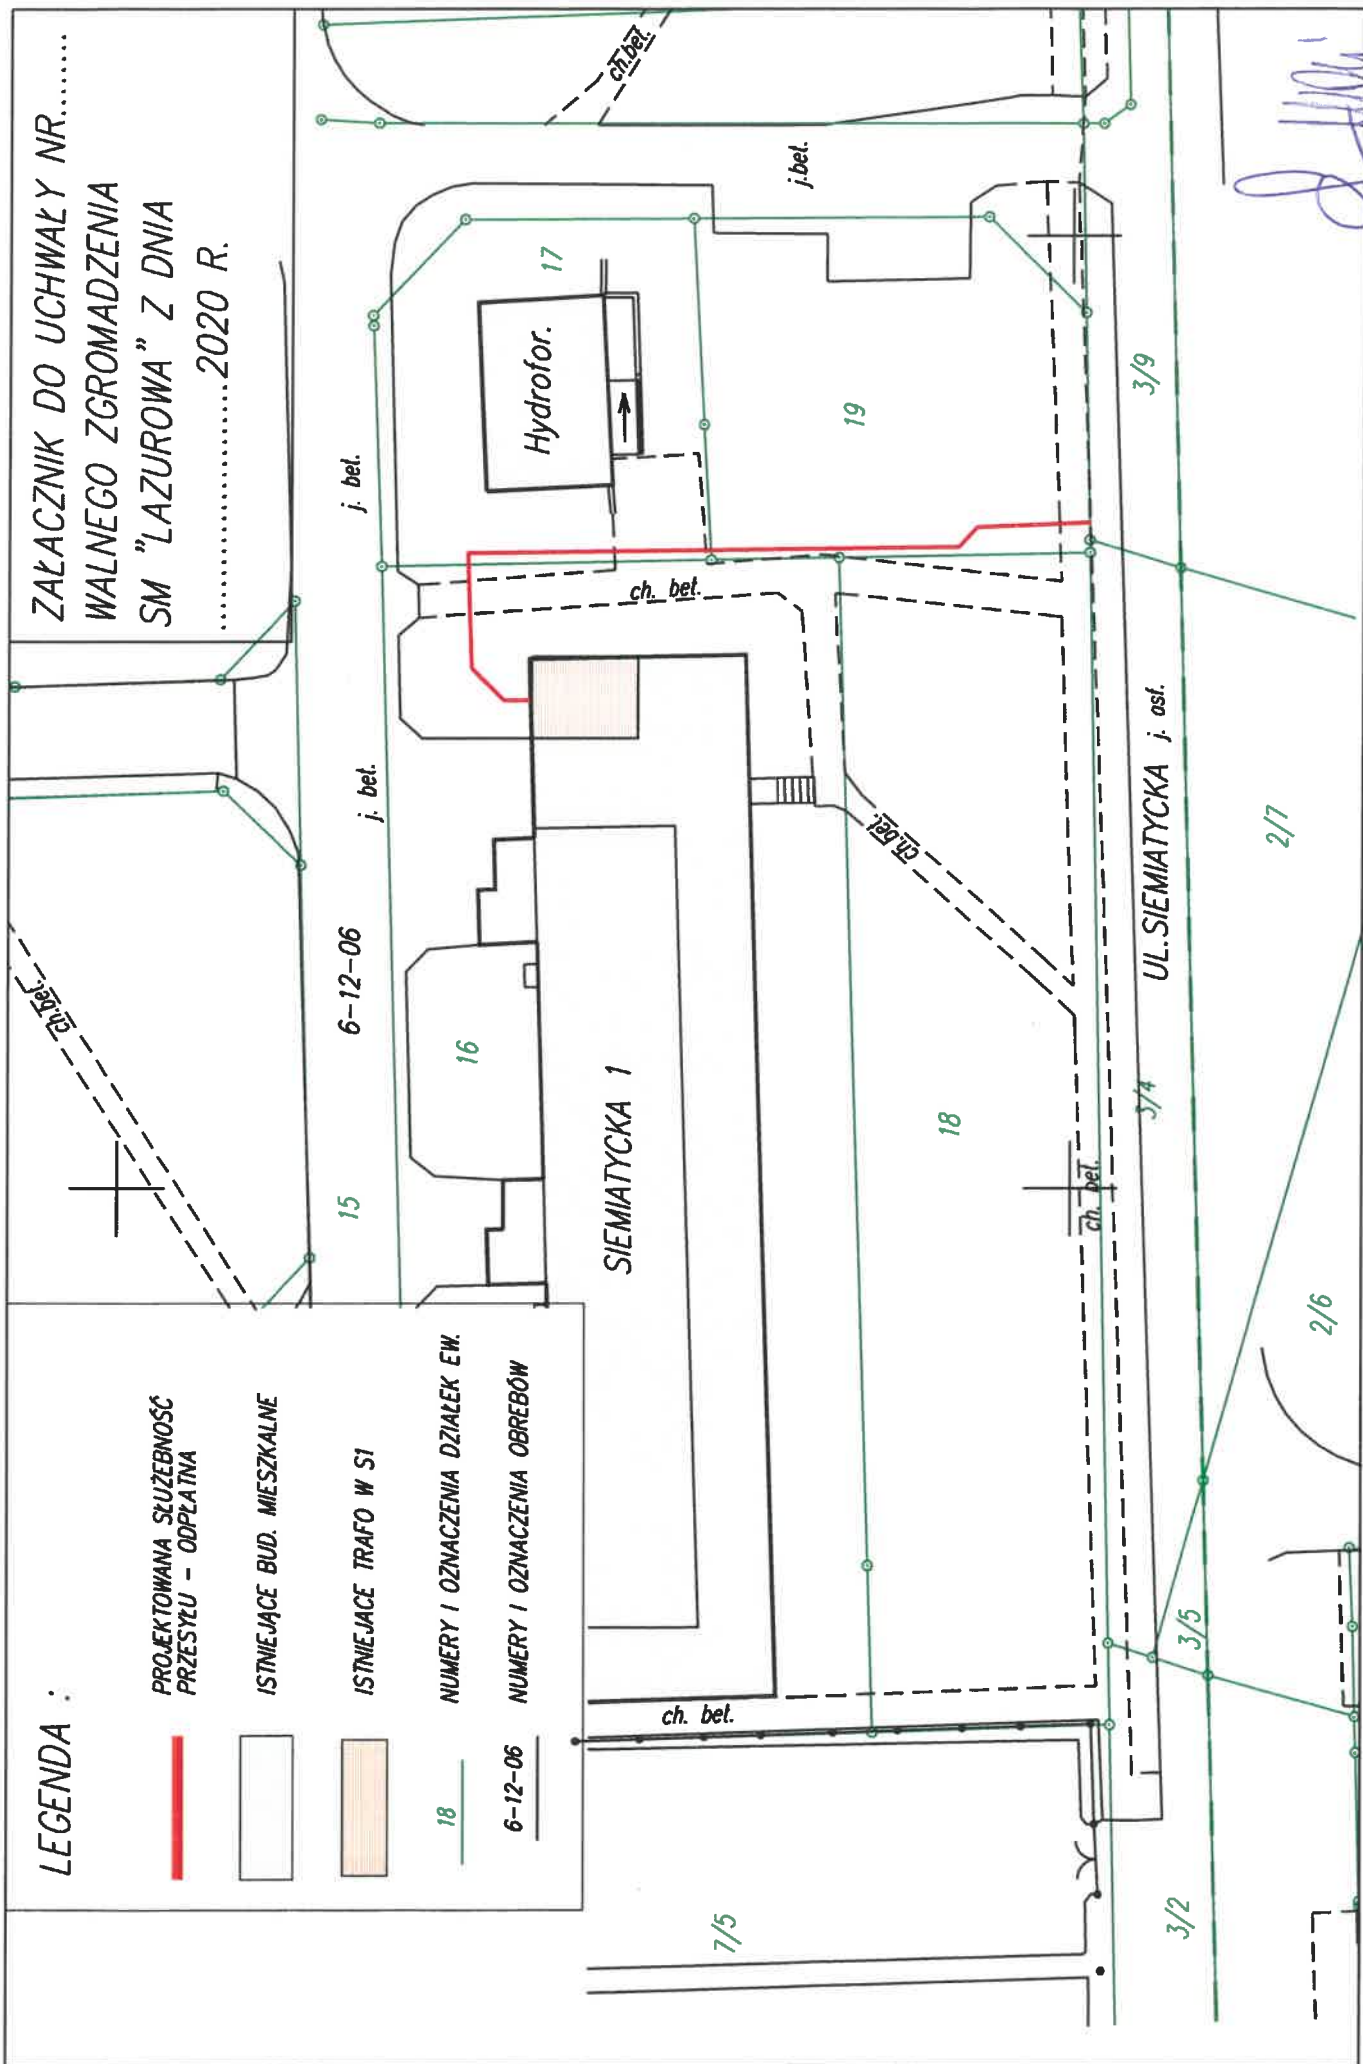 ZAŁACZNIK DO UCHWAŁY NR.......
WALNEGO ZGROMADZENIA
SM "LAZUROWA" Z DNIA
.....................2020 R.
LEGENDA :
PROJEKTOWANA SŁUŻEBNOŚĆ
PRZESYŁU - ODPŁATNA
ISTNIEJĄCE BUD. MIESZKALNE
ISTNIEJACE TRAFO W S1
18
NUMERY I OZNACZENIA DZIAŁEK EW.
6-12-06
NUMERY I OZNACZENIA OBRĘBÓW
ch.bet.
ch.bet.
15
6-12-06
j. bet.
j. bet.
16
17
Hydrofor.
j.bet.
SIEMIATYCKA 1
ch. bet.
19
ch.bet.
18
ch. bet.
ch. bet.
7/5
3/9
UL.SIEMIATYCKA j. asf.
3/4
3/5
3/2
2/7
2/6